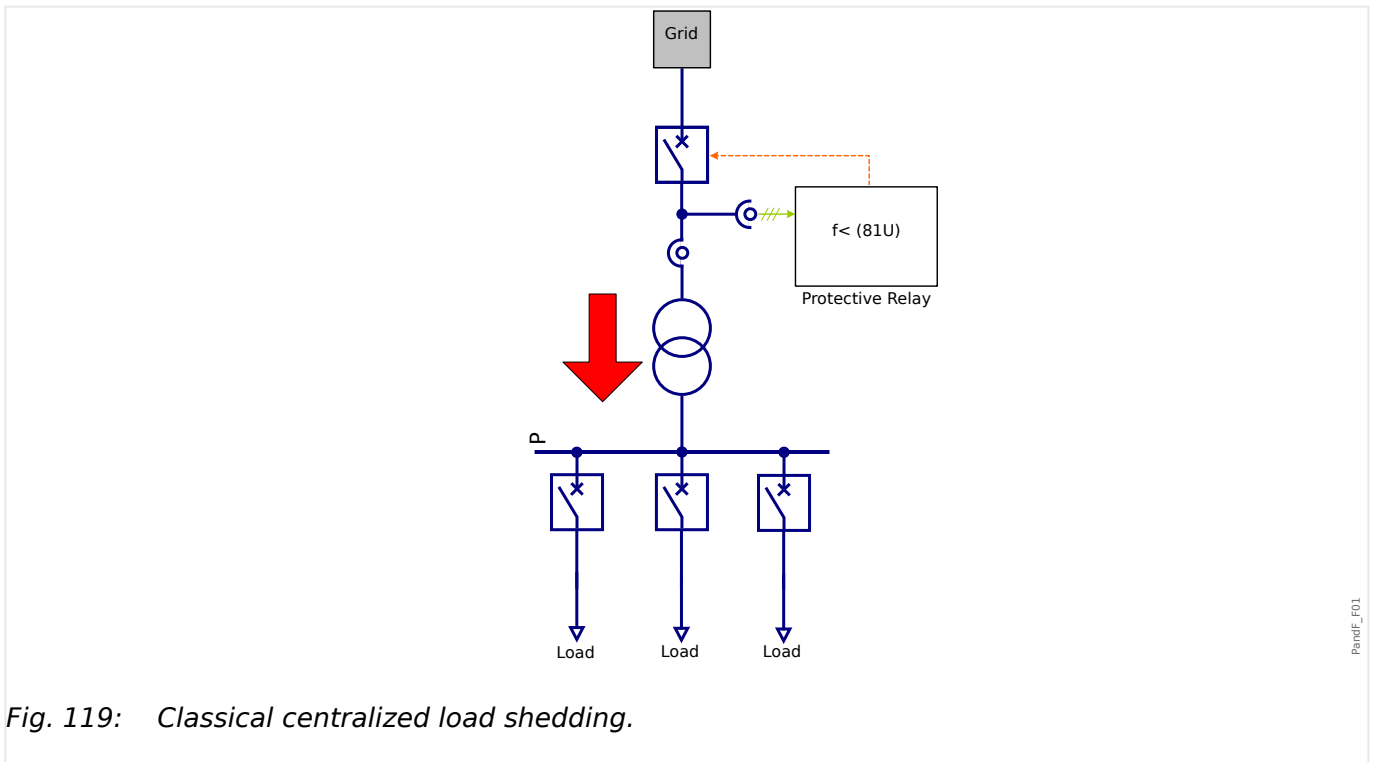 Grid
f< (81U)
Protective Relay
P
Load
Load
Load
PandF_F01
Fig. 119: Classical centralized load shedding.